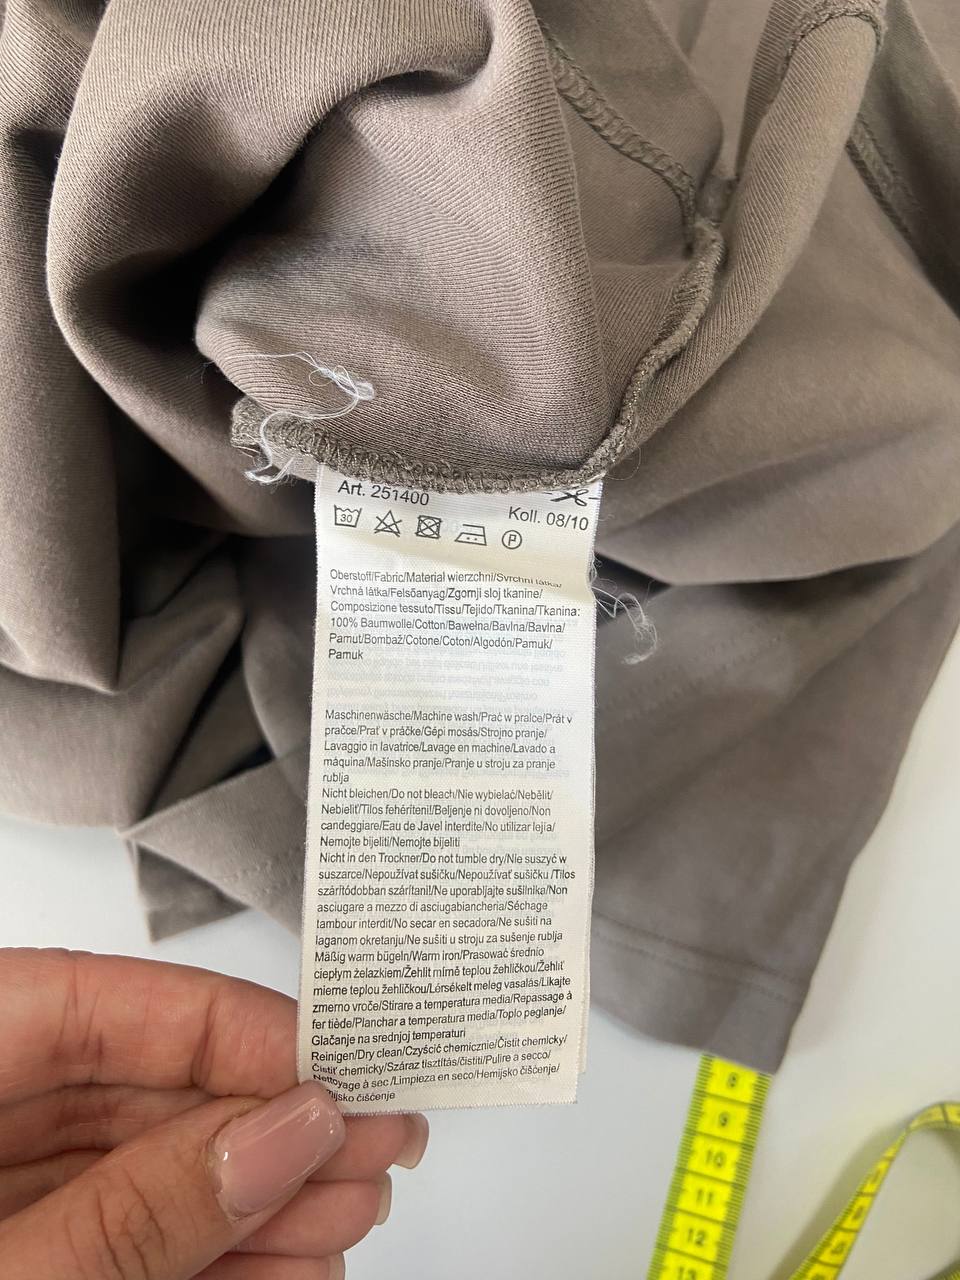 Art. 251400
Koll. 08/10
30
P
Oberstoff/Fabric/Materiał wierzchni/Svrchní látka/
Vrchná látka/Felsőanyag/Zgornji sloj tkanine/
Composizione tessuto/Tissu/Tejido/Tkanina/Tkanina:
100% Baumwolle/Cotton/Bawełna/Bavlna/Bavlna/
Pamut/Bombaž/Cotone/Coton/Algodón/Pamuk/
Pamuk
Maschinenwäsche/Machine wash/Prać w pralce/Prát v
pračce/Prať v práčke/Gépi mosás/Strojno pranje/
Lavaggio in lavatrice/Lavage en machine/Lavado a
máquina/Mašinsko pranje/Pranje u stroju za pranje
rublja
Nicht bleichen/Do not bleach/Nie wybielać/Nebělit/
Nebieliť/Tilos fehéríteni!/Beljenje ni dovoljeno/Non
candeggiare/Eau de Javel interdite/No utilizar lejía/
Nemojte bijeliti/Nemojte bijeliti
Nicht in den Trockner/Do not tumble dry/Nie suszyć w
suszarce/Nepoužívat sušičku/Nepoužívať sušičku /Tilos
szárítódobban szárítani!/Ne uporabljajte sušilnika/Non
asciugare a mezzo di asciugabiancheria/Séchage
tambour interdit/No secar en secadora/Ne sušiti na
laganom okretanju/Ne sušiti u stroju za sušenje rublja
Mäßig warm bügeln/Warm iron/Prasować średnio
ciepłym żelazkiem/Žehlit mírně teplou žehličkou/Žehliť
mierne teplou žehličkou/Lérsékelt meleg vasalás/Likajte
zmerno vroče/Stirare a temperatura media/Repassage à
fer tiède/Planchar a temperatura media/Toplo peglanje/
Glačanje na srednjoj temperaturi
Reinigen/Dry clean/Czyścić chemicznie/Čistit chemicky/
Čistiť chemicky/Száraz tisztítás/čistiti/Pulire a secco/
Nettoyage à sec /Limpieza en seco/Hemijsko čišćenje/
čišćenje
8
9
10
11
12
13